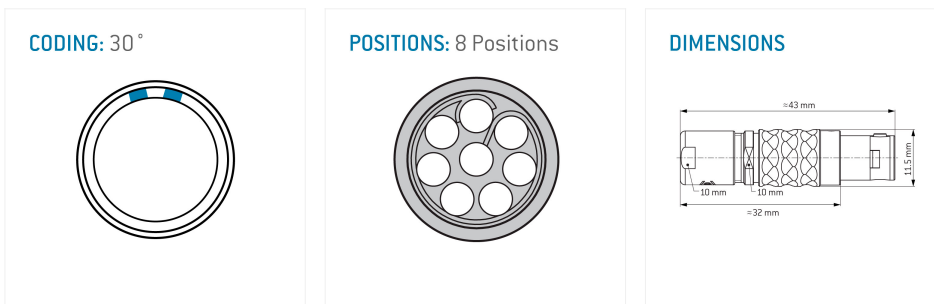 CODING: 30°
POSITIONS: 8 Positions
DIMENSIONS
≈43 mm
11.5 mm
10 mm
10 mm
≈32 mm